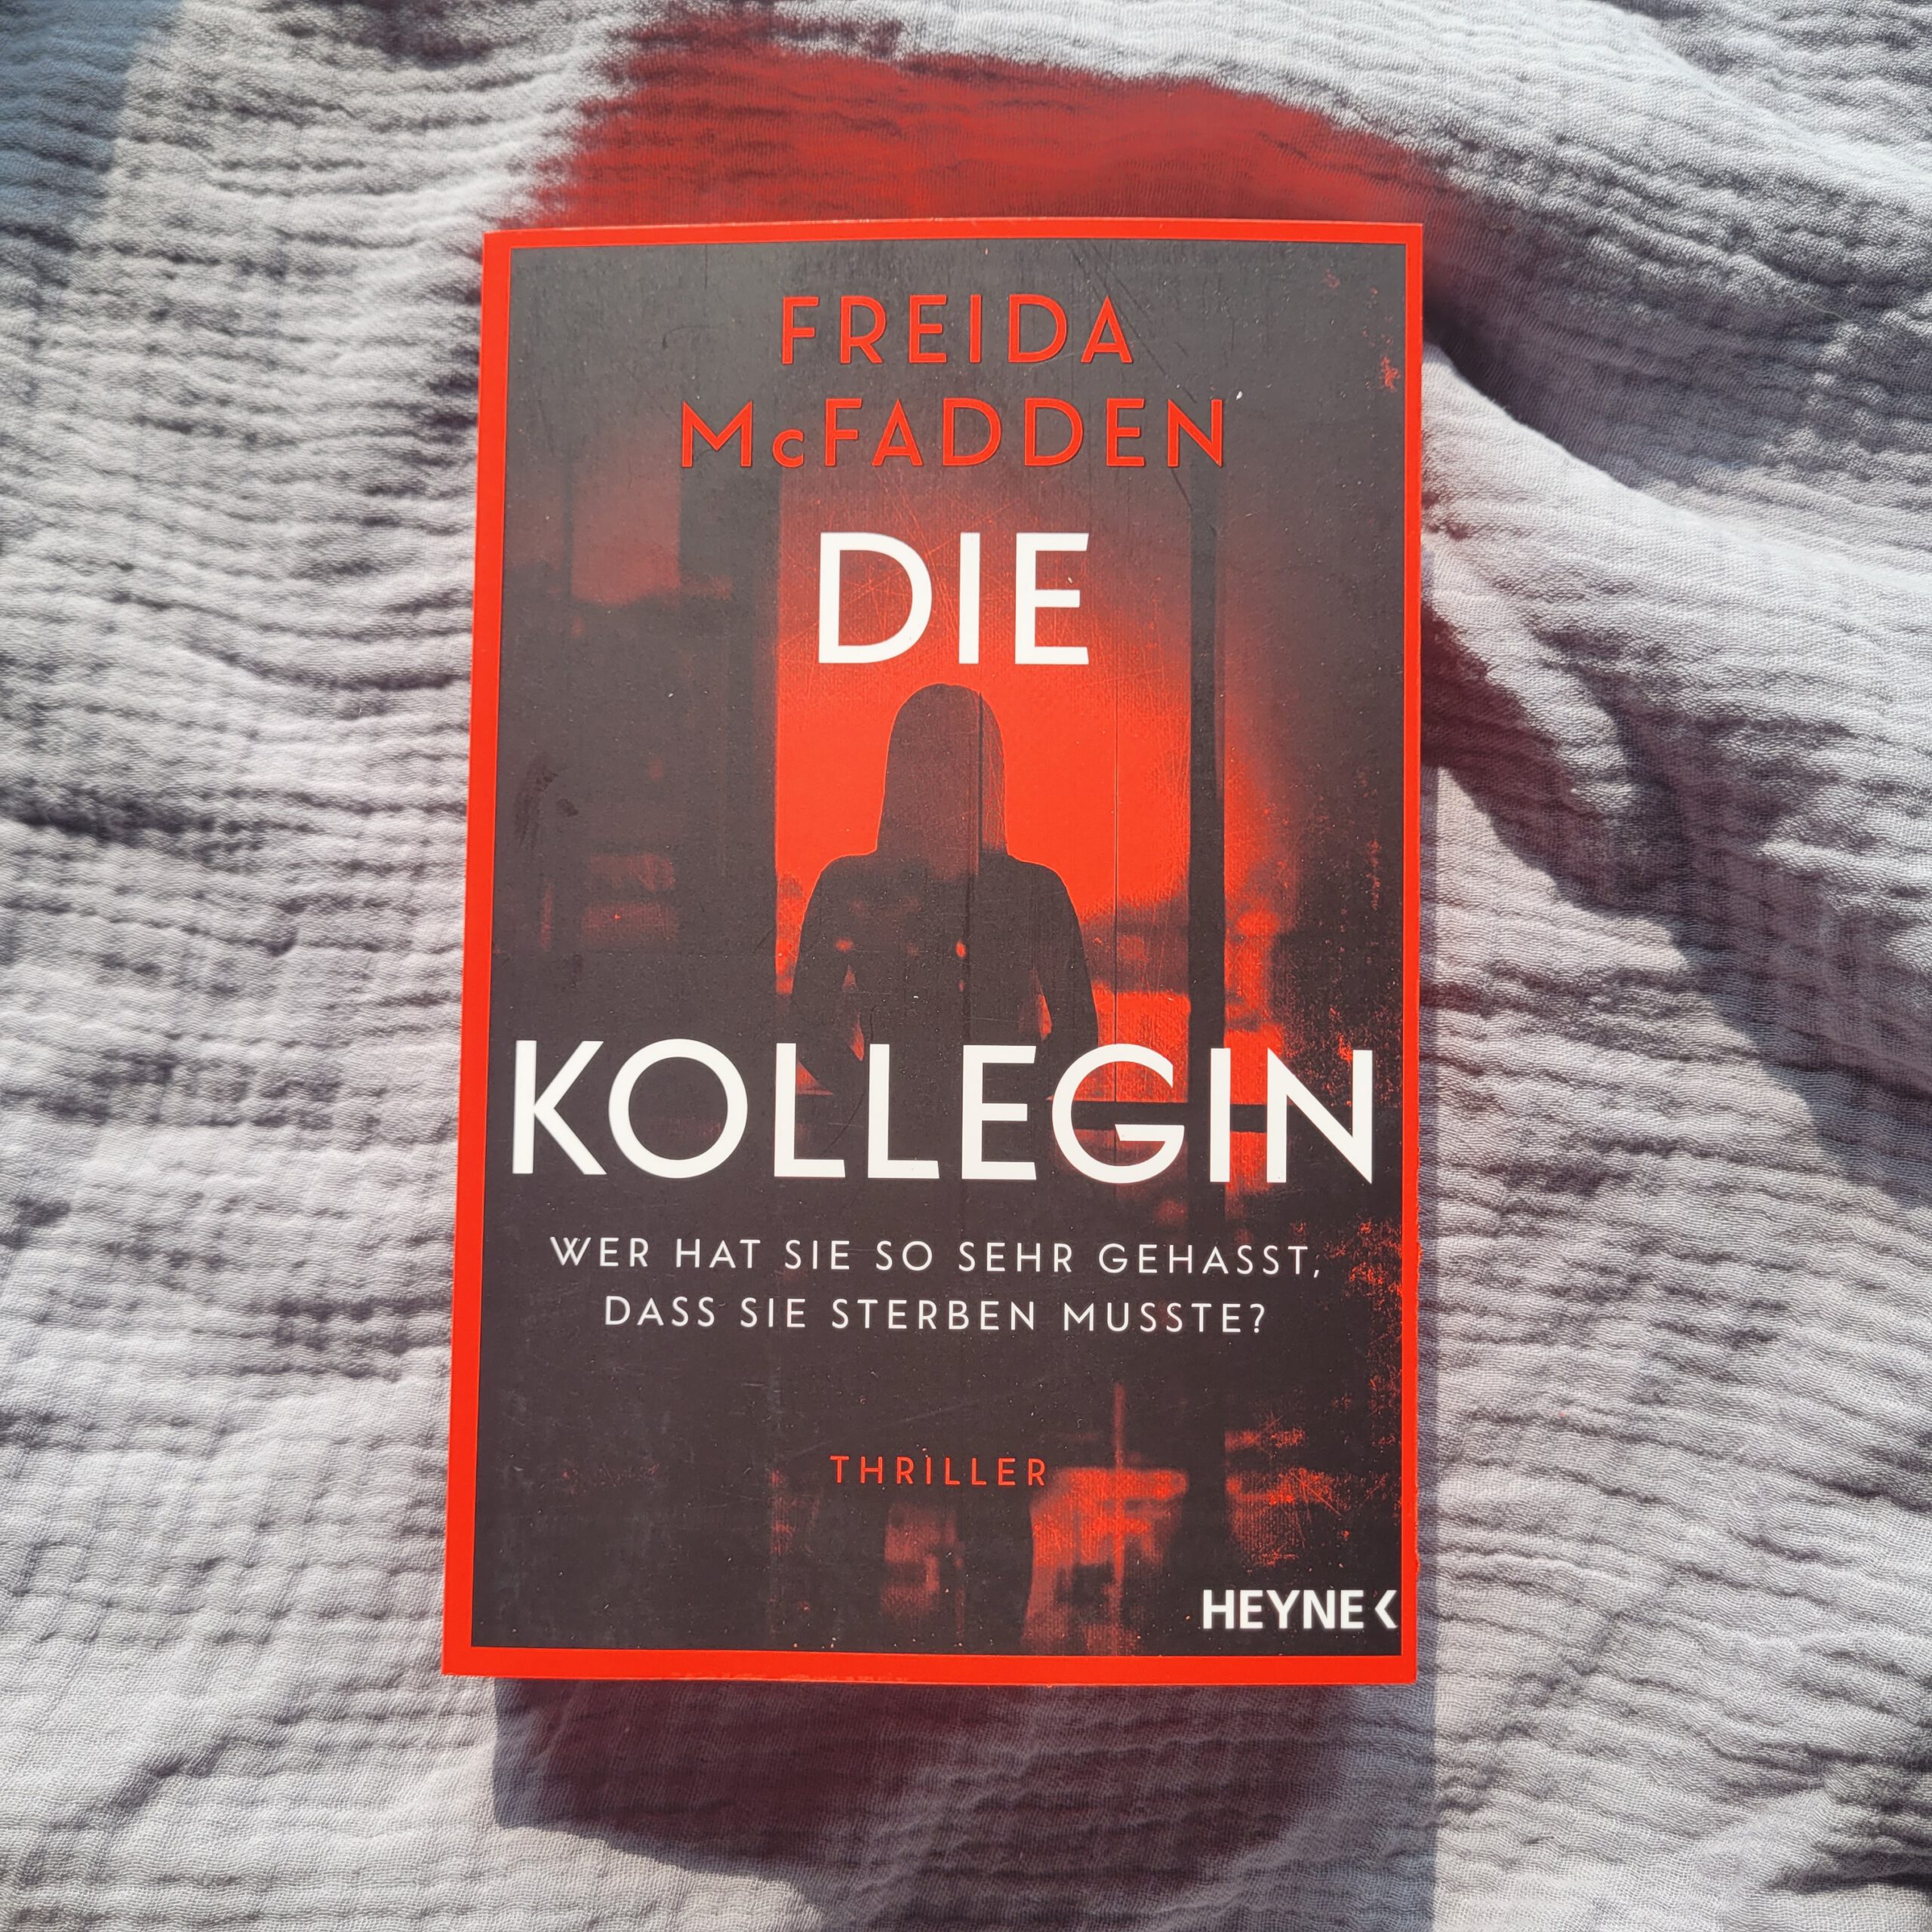 FREIDA
McFADDEN
DIE
KOLLEGIN
WER HAT SIE SO SEHR GEHASST,
DASS SIE STERBEN MUSSTE?
THRILLER
HEYNE